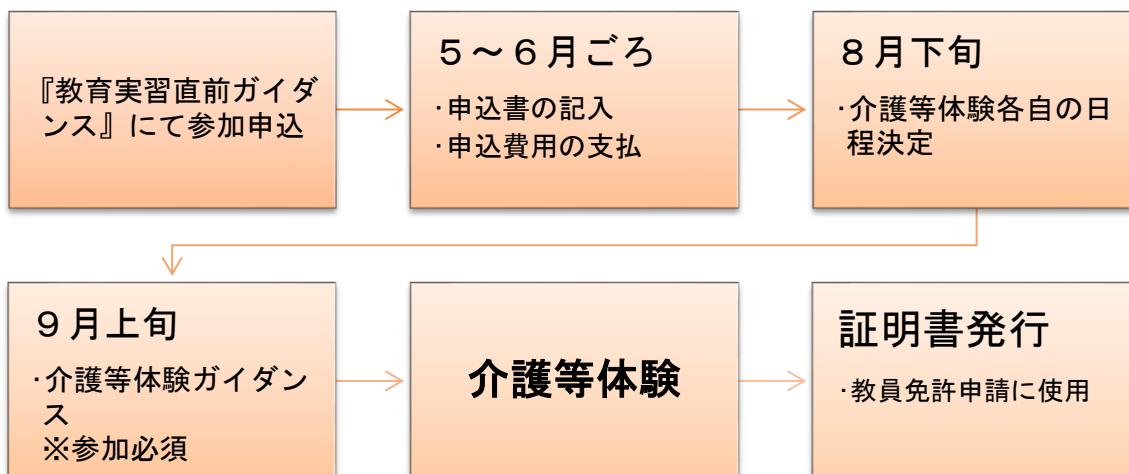 『教育実習直前ガイダ
ンス』にて参加申込
５～６月ごろ
・申込書の記入
・申込費用の支払
８月下旬
・介護等体験各自の日
程決定
９月上旬
・介護等体験ガイダン
ス
※参加必須
介護等体験
証明書発行
・教員免許申請に使用